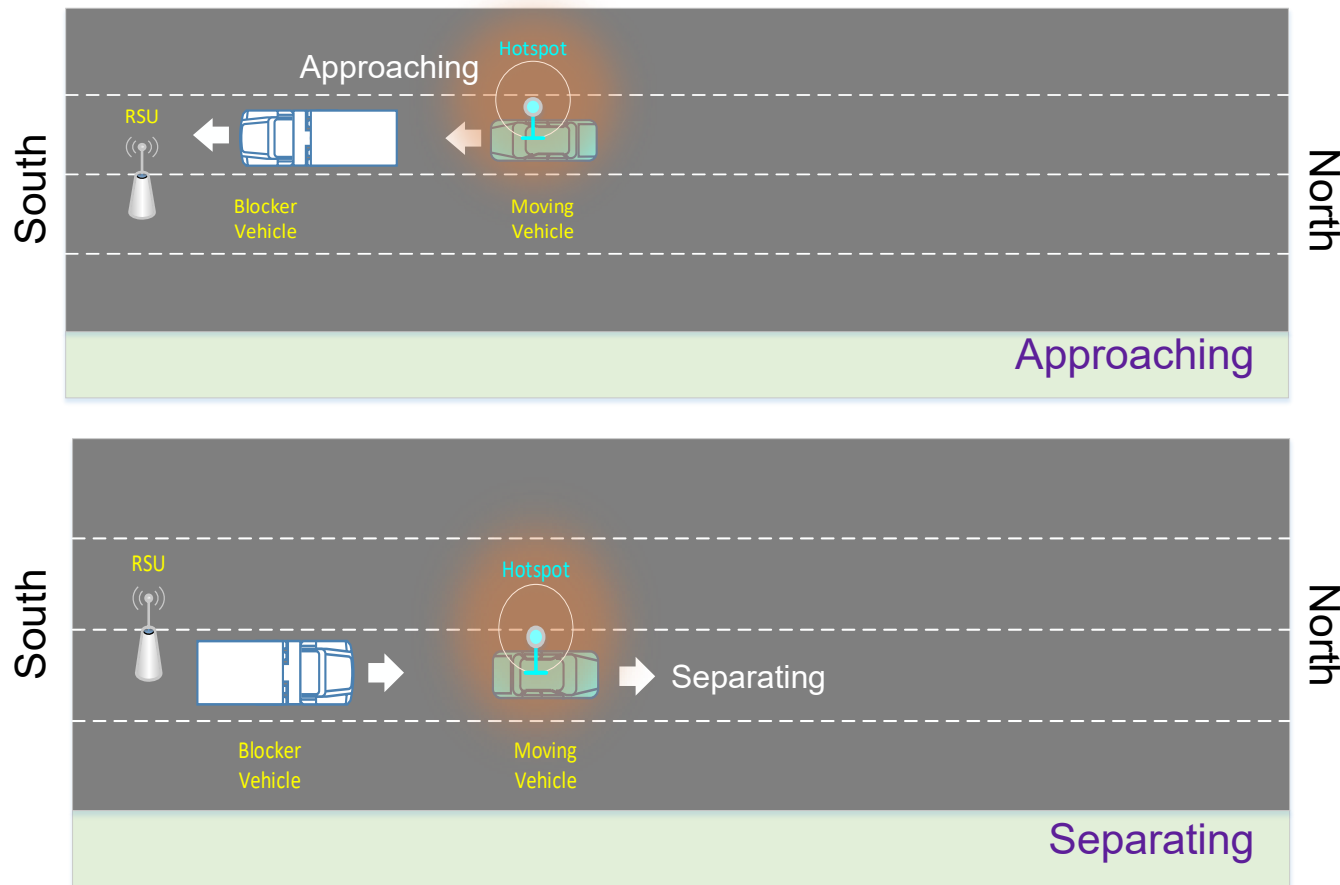 Hotspot
Approaching
RSU
South
North
Blocker
Vehicle
Moving
Vehicle
Approaching
RSU
Hotspot
South
North
Separating
Blocker
Vehicle
Moving
Vehicle
Separating